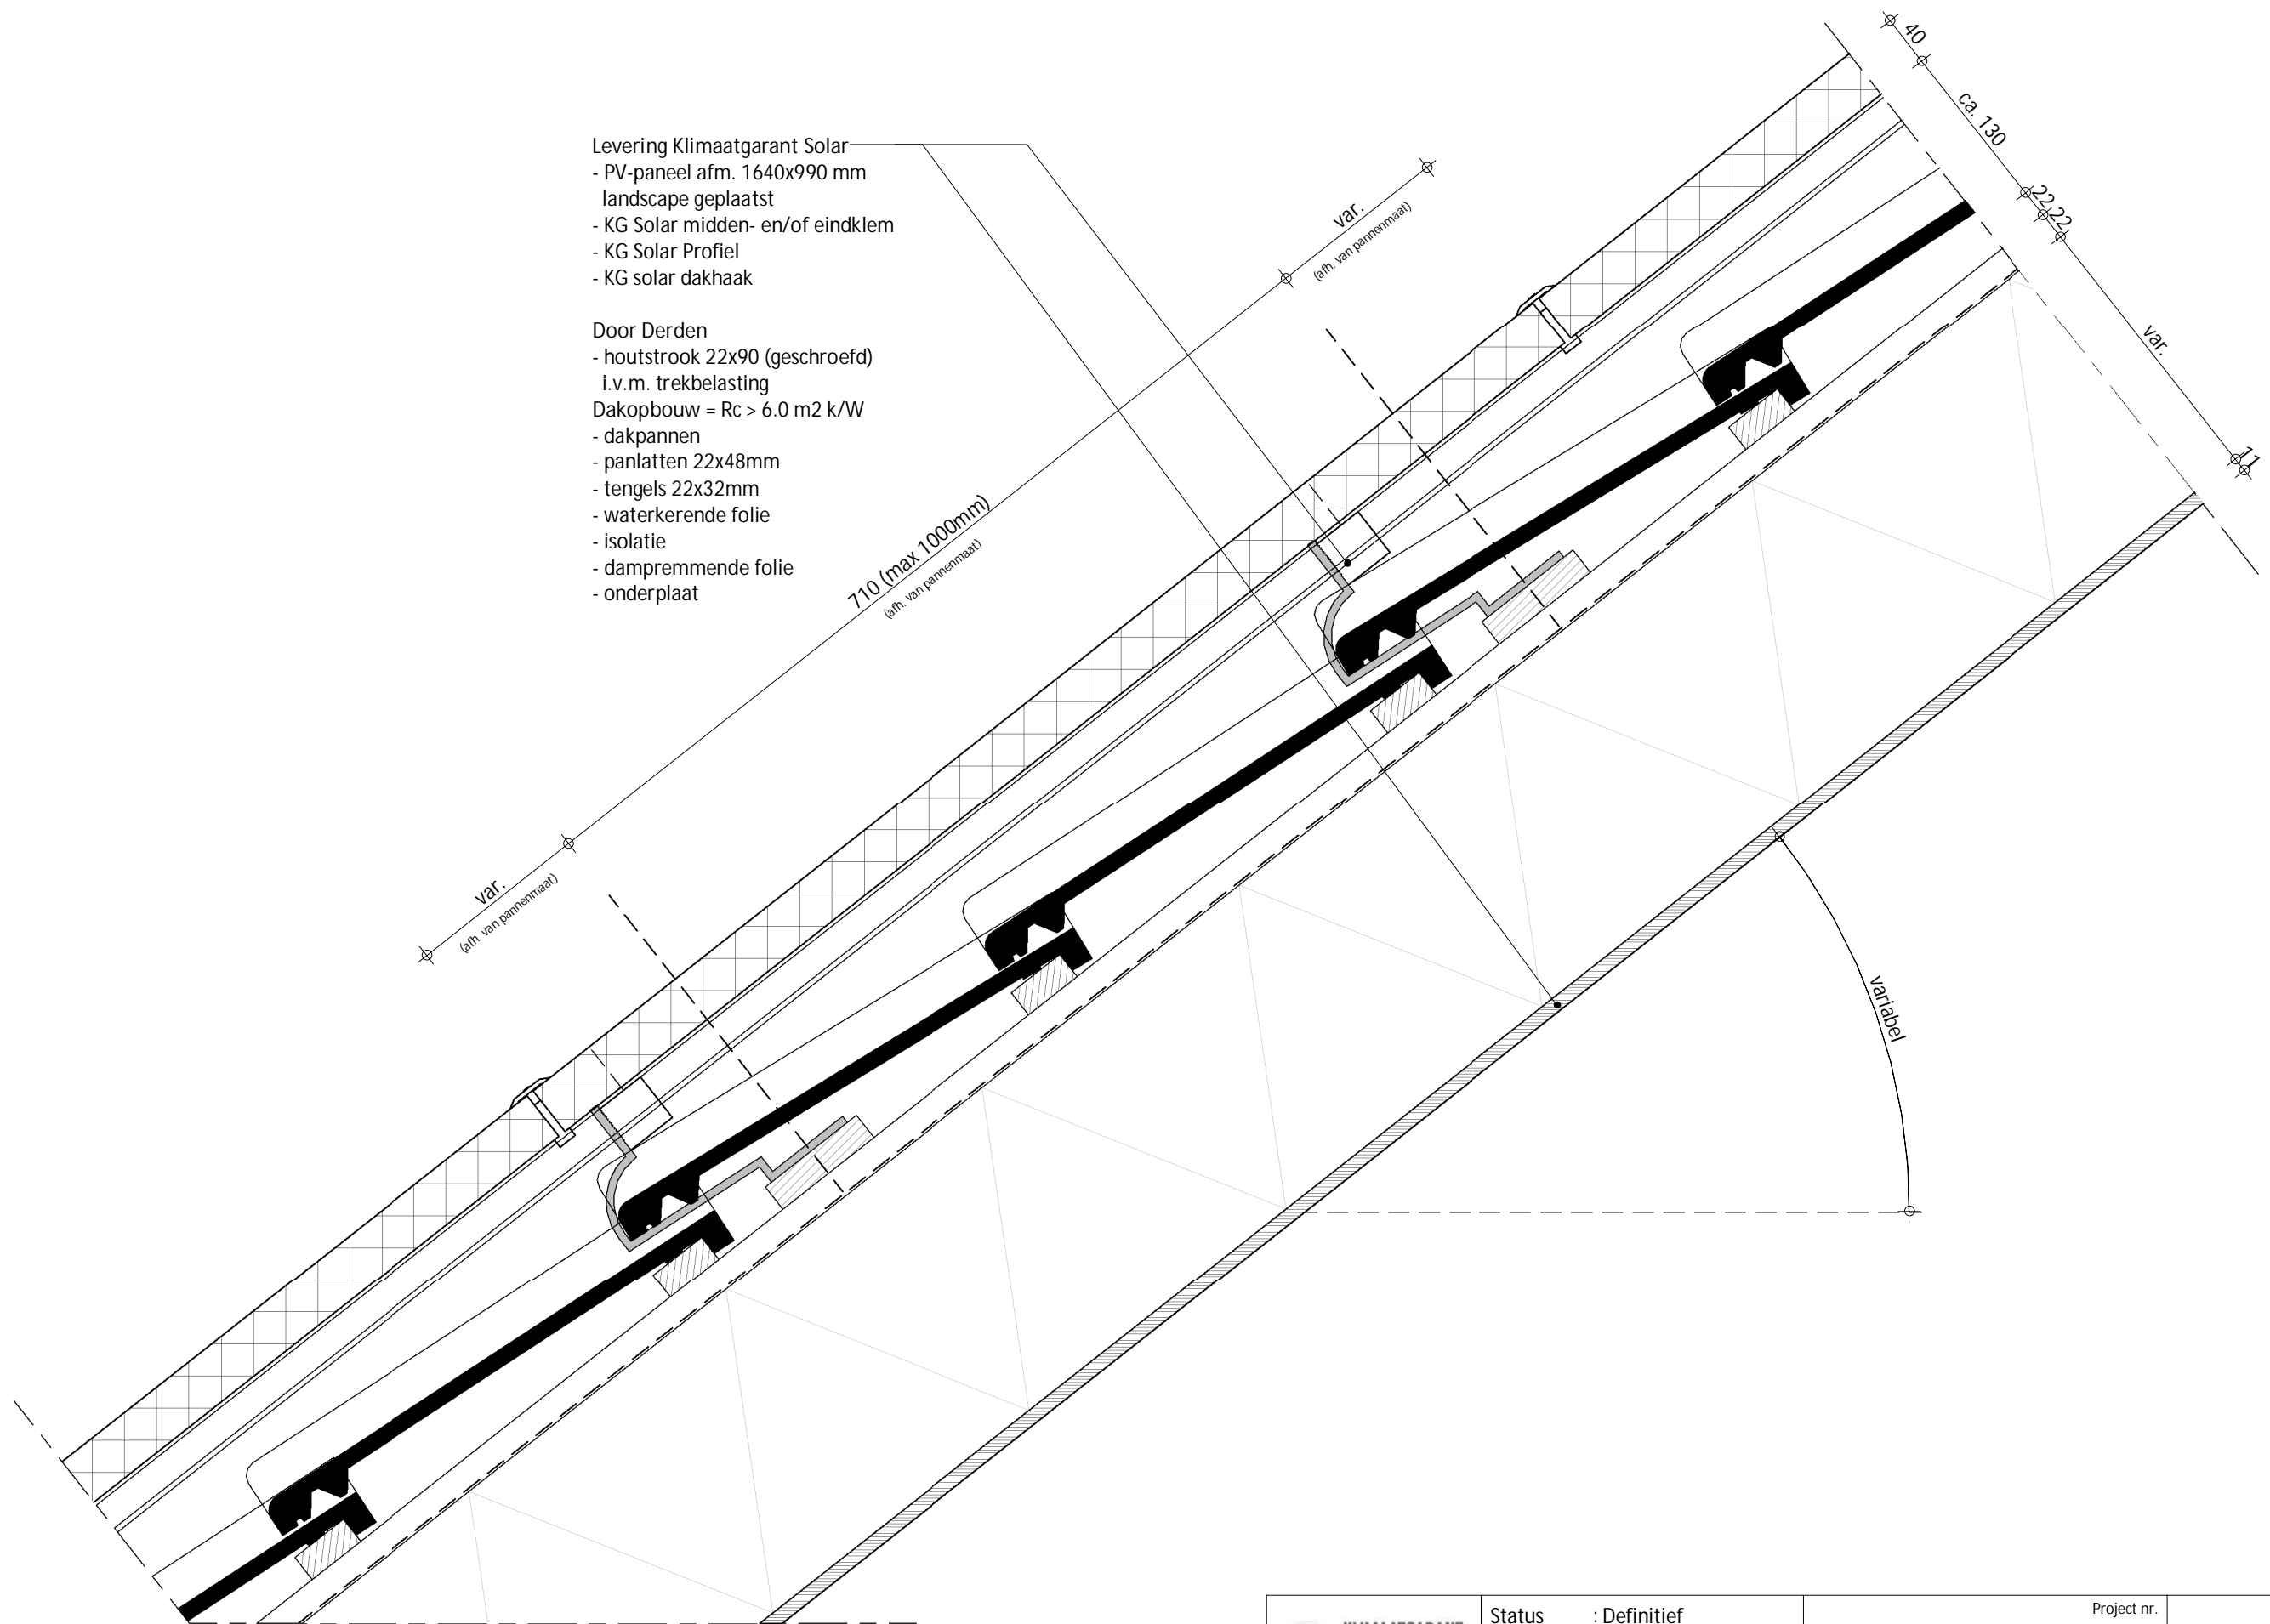 Levering Klimaatgarant Solar
- PV-paneel afm. 1640x990 mm
landscape geplaatst
- KG Solar midden- en/of eindklem
- KG Solar Profiel
- KG solar dakhaak
Door Derden
- houtstrook 22x90 (geschroefd)
i.v.m. trekbelasting
Dakopbouw = Rc > 6.0 m2 k/W
- dakpannen
- panlatten 22x48mm
- tengels 22x32mm
- waterkerende folie
- isolatie
- dampremmende folie
- onderplaat
var.
(afh. van pannenmaat)
710 (max 1000mm)
(afh. van pannenmaat)
var.
(afh. van pannenmaat)
40
ca. 130
22
22
var.
11
variabel
Status : Definitief
Project nr.